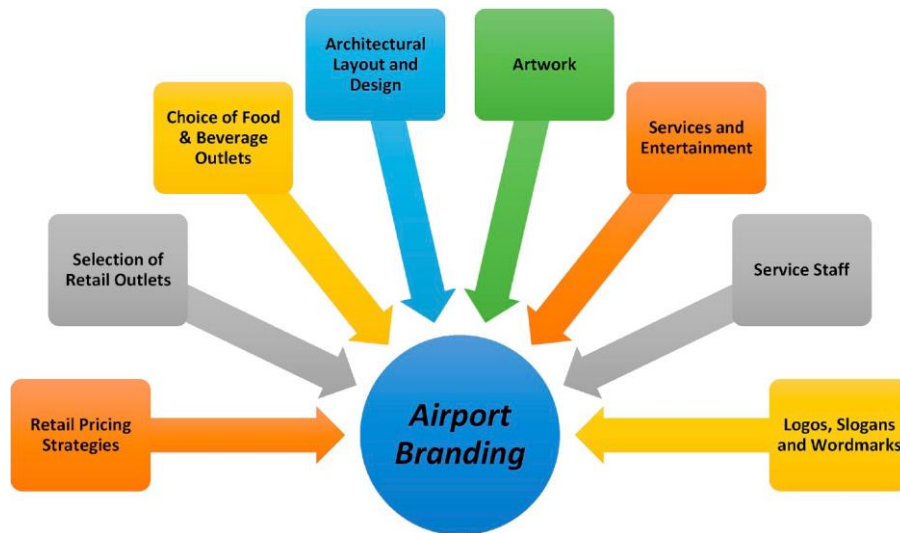 Architectural
Layout and
Design
Artwork
Choice of Food
& Beverage
Outlets
Services and
Entertainment
Selection of
Retail Outlets
Service Staff
Retail Pricing
Strategies
Airport
Branding
Logos, Slogans
and Wordmarks